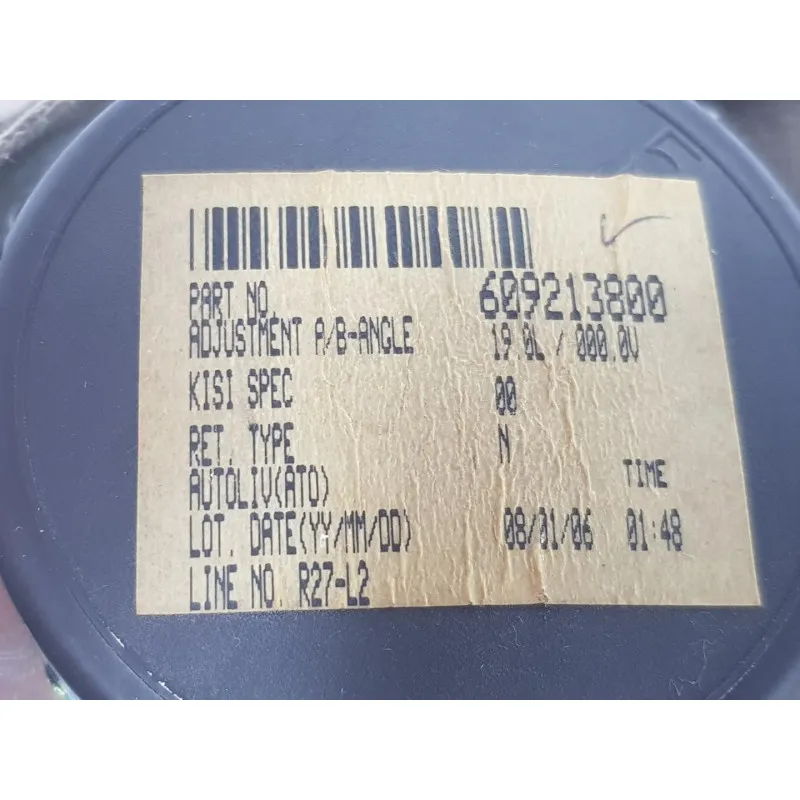 PART NO. 609213800
ADJUSTMENT A/B-ANGLE 19.0L / 000.0V
KISI SPEC 00
RET. TYPE N
AUTOLIV(ATO) TIME
LOT. DATE(YY/MM/DD) 08/01/06 01:48
LINE NO. R27-L2